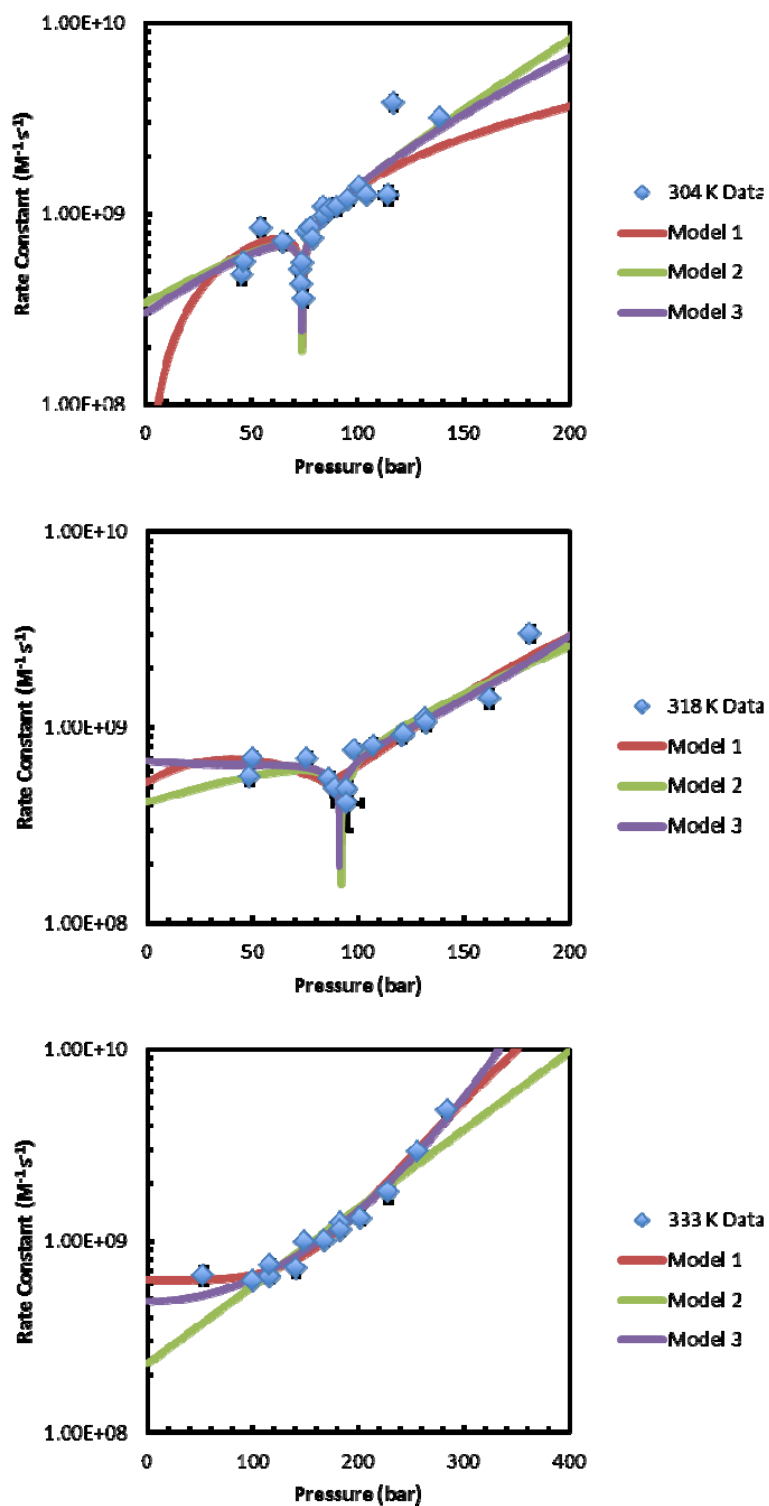 1.00E+10
1.00E+09
1.00E+08
Rate Constant (M-1s-1)
0 50 100 150 200
Pressure (bar)
304 K Data
Model 1
Model 2
Model 3
1.00E+10
1.00E+09
1.00E+08
Rate Constant (M-1s-1)
0 50 100 150 200
Pressure (bar)
318 K Data
Model 1
Model 2
Model 3
1.00E+10
1.00E+09
1.00E+08
Rate Constant (M-1s-1)
0 100 200 300 400
Pressure (bar)
333 K Data
Model 1
Model 2
Model 3